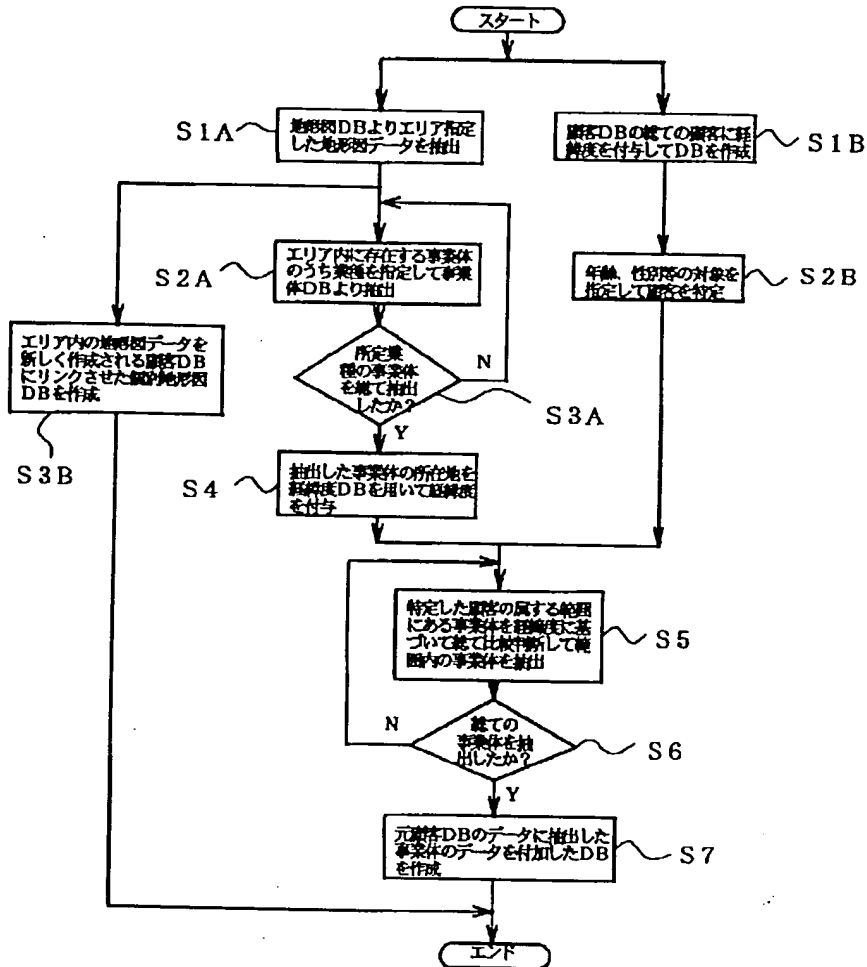 スタート
S1A
地形図DBよりエリア指定
した地形図データを抽出
顧客DBの総ての顧客に経
緯度を付与してDBを作成
S1B
S2A
エリア内に存在する事業体
のうち業種を指定して事業
体DBより抽出
年齢、性別等の対象を
指定して顧客を特定
S2B
エリア内の地形図データを
新しく作成される顧客DB
にリンクさせた個別地形図
DBを作成
S3B
所定業
種の事業体
を総て抽出
したか?
N
S3A
Y
S4
抽出した事業体の所在地を
経緯度DBを用いて経緯度
を付与
特定した顧客の属する範囲
にある事業体を経緯度に基
づいて総て比較判断して範
囲内の事業体を抽出
S5
N
総ての
事業体を抽
出したか?
S6
Y
元顧客DBのデータに抽出した
事業体のデータを付加したDB
を作成
S7
エンド